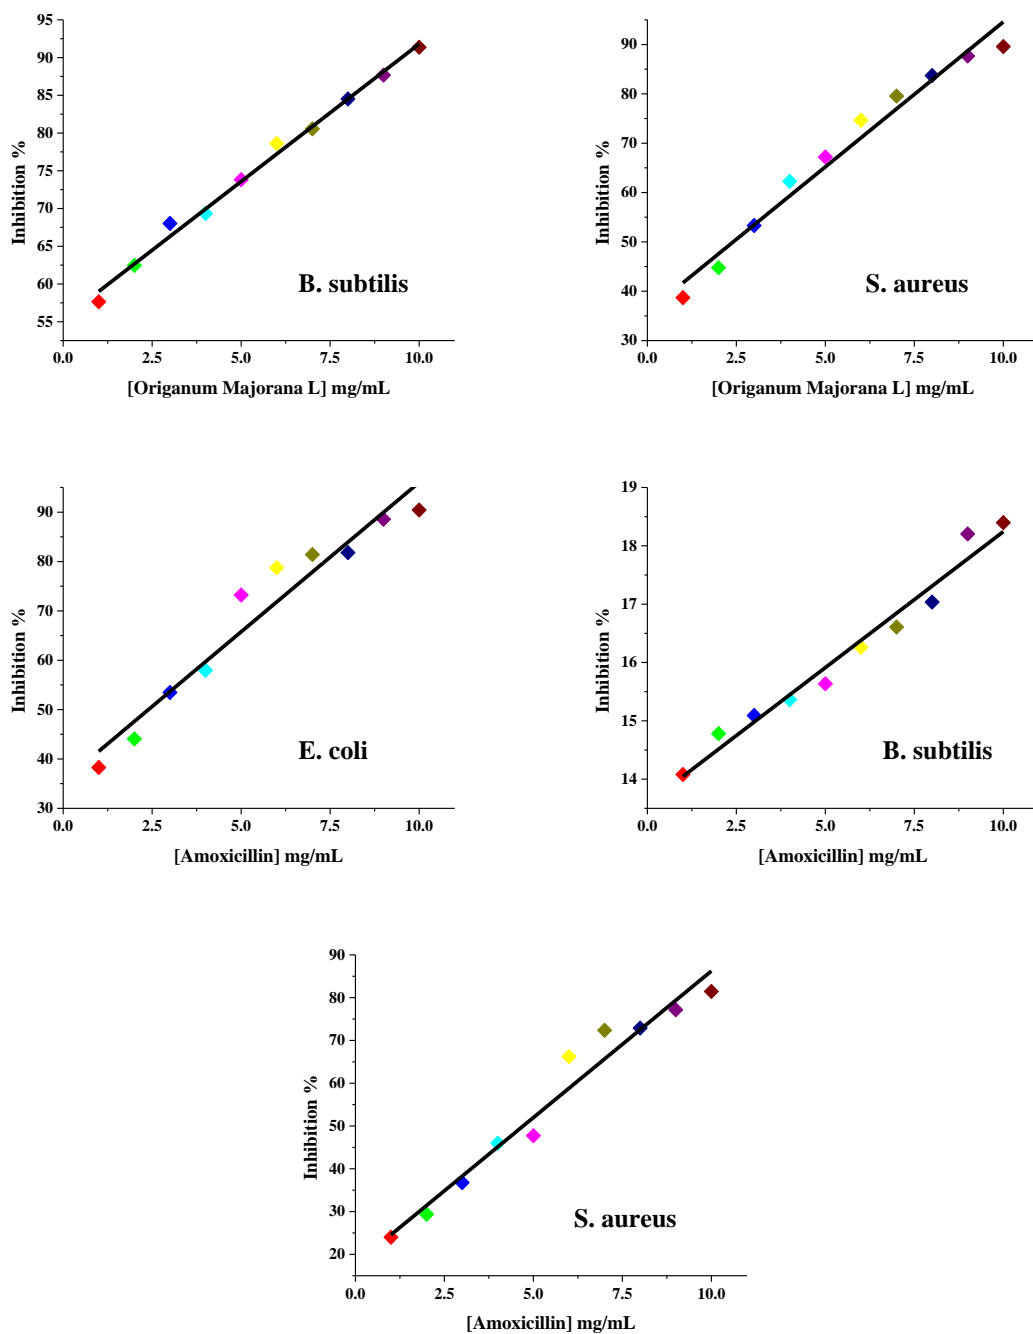 95
90
85
80
75
70
65
60
55
Inhibition %
B. subtilis
0.0 2.5 5.0 7.5 10.0
[Origanum Majorana L] mg/mL
90
80
70
60
50
40
30
Inhibition %
S. aureus
0.0 2.5 5.0 7.5 10.0
[Origanum Majorana L] mg/mL
90
80
70
60
50
40
30
Inhibition %
E. coli
0.0 2.5 5.0 7.5 10.0
[Amoxicillin] mg/mL
19
18
17
16
15
14
Inhibition %
B. subtilis
0.0 2.5 5.0 7.5 10.0
[Amoxicillin] mg/mL
90
80
70
60
50
40
30
20
Inhibition %
S. aureus
0.0 2.5 5.0 7.5 10.0
[Amoxicillin] mg/mL